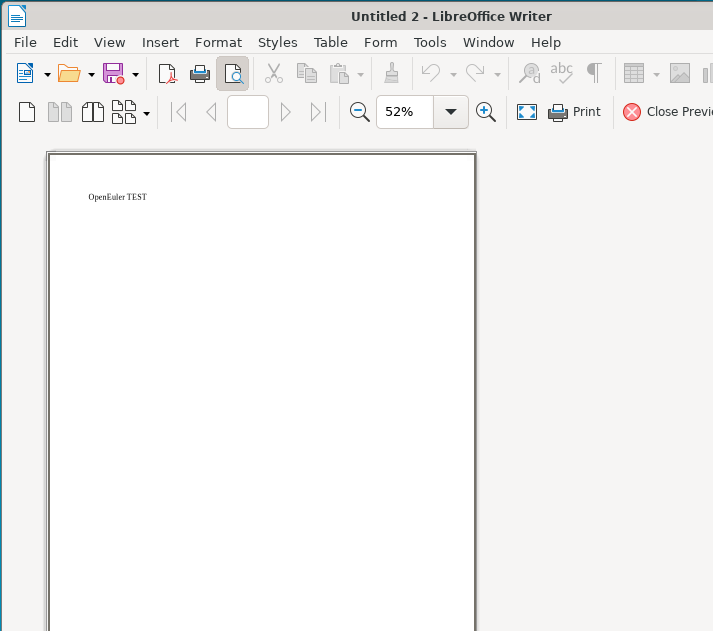 Untitled 2 - LibreOffice Writer
File Edit View Insert Format Styles Table Form Tools Window Help
abc
52% Print Close Previe
OpenEuler TEST